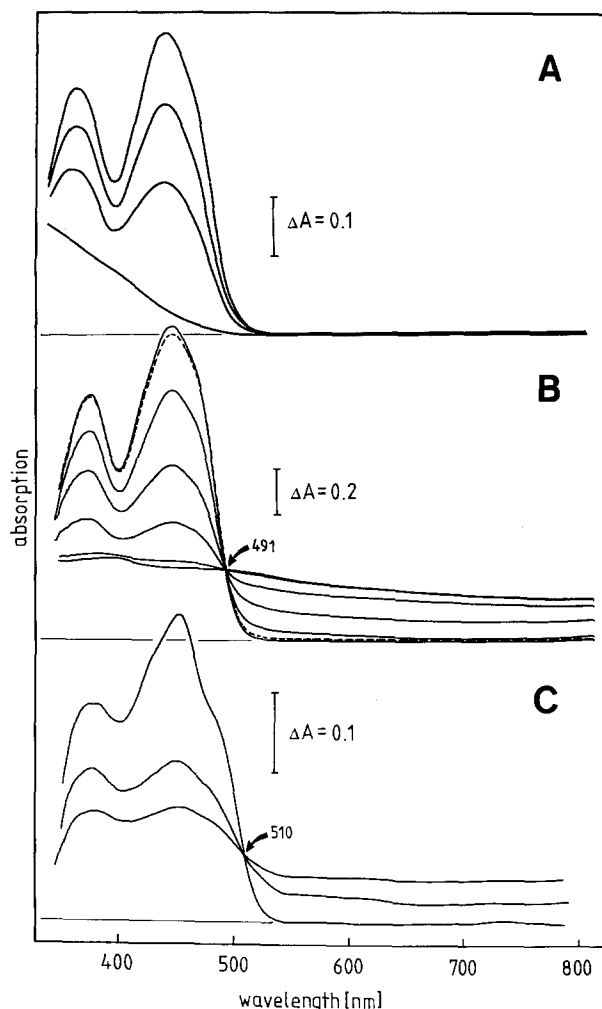 A
ΔA = 0.1
B
ΔA = 0.2
491
absorption
C
ΔA = 0.1
510
400 500 600 700 800
wavelength [nm]